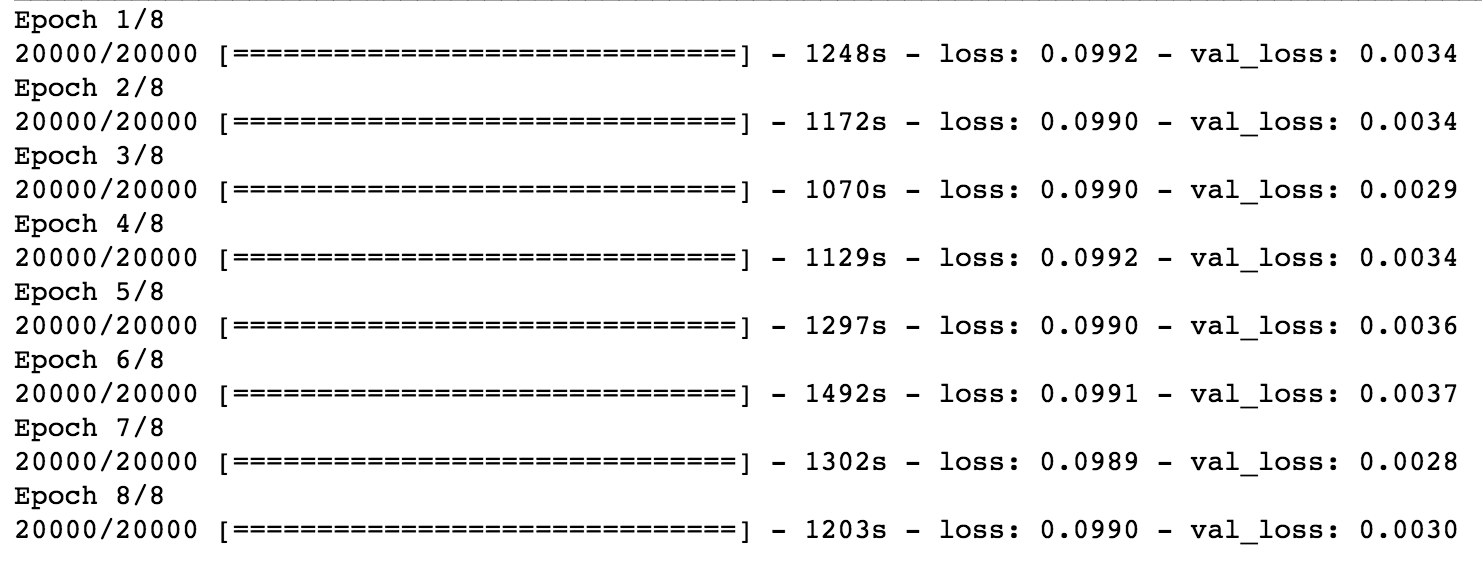 Epoch 1/8
20000/20000 [==============================] - 1248s - loss: 0.0992 - val_loss: 0.0034
Epoch 2/8
20000/20000 [==============================] - 1172s - loss: 0.0990 - val_loss: 0.0034
Epoch 3/8
20000/20000 [==============================] - 1070s - loss: 0.0990 - val_loss: 0.0029
Epoch 4/8
20000/20000 [==============================] - 1129s - loss: 0.0992 - val_loss: 0.0034
Epoch 5/8
20000/20000 [==============================] - 1297s - loss: 0.0990 - val_loss: 0.0036
Epoch 6/8
20000/20000 [==============================] - 1492s - loss: 0.0991 - val_loss: 0.0037
Epoch 7/8
20000/20000 [==============================] - 1302s - loss: 0.0989 - val_loss: 0.0028
Epoch 8/8
20000/20000 [==============================] - 1203s - loss: 0.0990 - val_loss: 0.0030